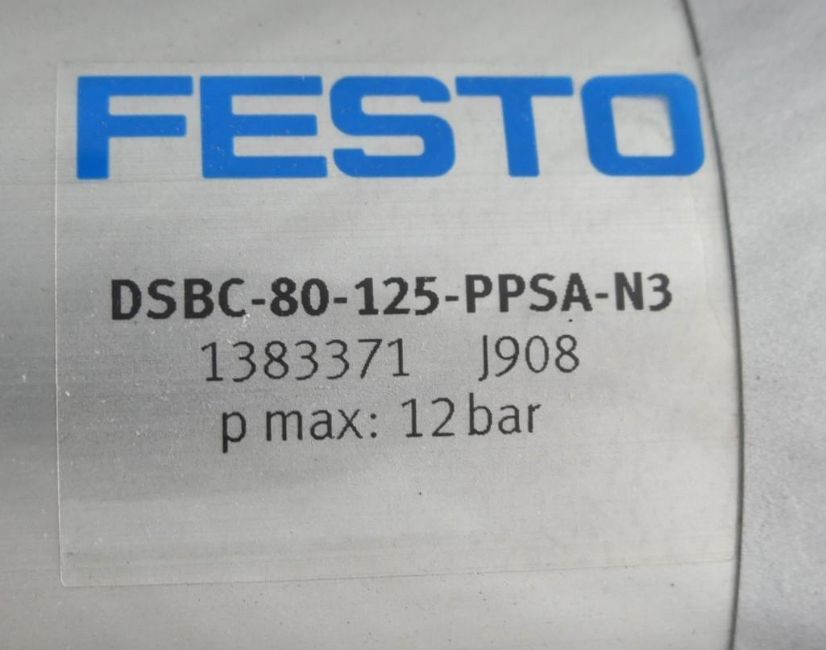 FESTO
DSBC-80-125-PPSA-N3
1383371 J908
p max: 12 bar